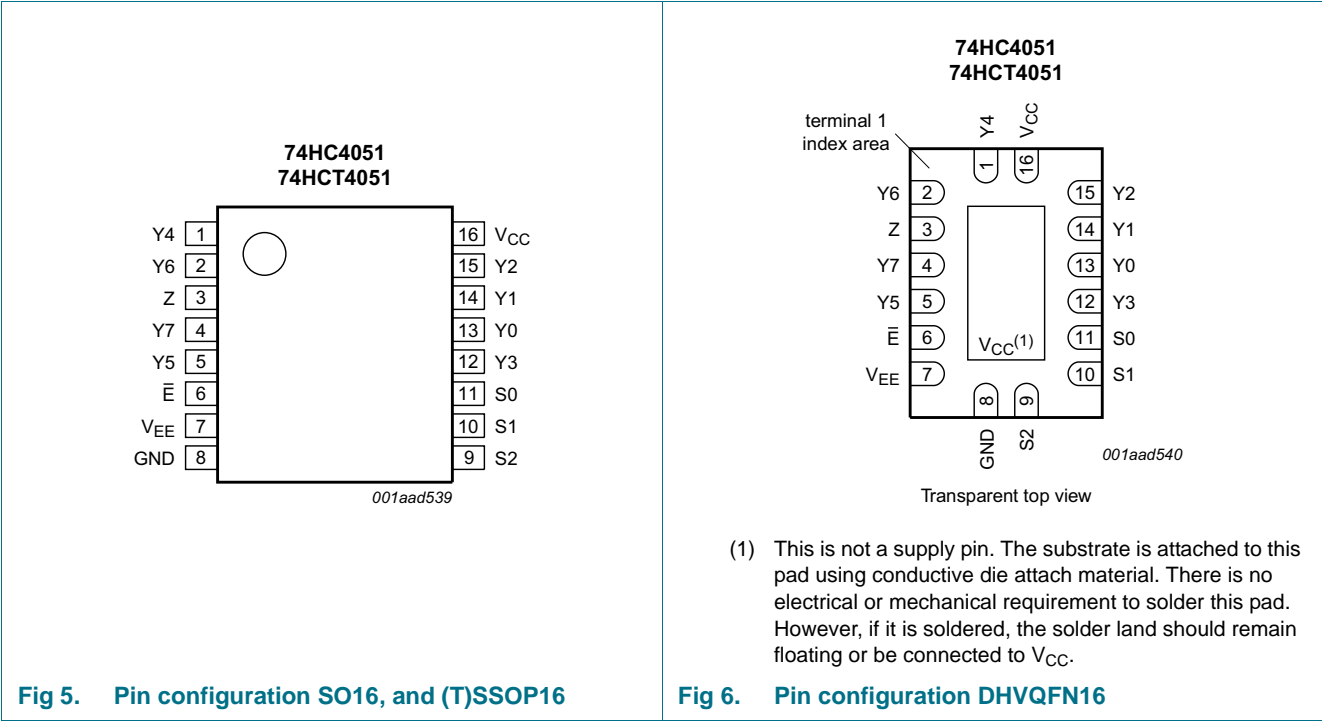 74HC4051
74HCT4051
Y4 1
Y6 2
Z 3
Y7 4
Y5 5
E̅ 6
VEE 7
GND 8
16 VCC
15 Y2
14 Y1
13 Y0
12 Y3
11 S0
10 S1
9 S2
001aad539
Fig 5. Pin configuration SO16, and (T)SSOP16
74HC4051
74HCT4051
terminal 1
index area
Y4
VCC
1
16
Y6 2
Z 3
Y7 4
Y5 5
E̅ 6
VEE 7
15 Y2
14 Y1
13 Y0
12 Y3
11 S0
10 S1
VCC(1)
8
9
GND
S2
001aad540
Transparent top view
(1) This is not a supply pin. The substrate is attached to this
pad using conductive die attach material. There is no
electrical or mechanical requirement to solder this pad.
However, if it is soldered, the solder land should remain
floating or be connected to VCC.
Fig 6. Pin configuration DHVQFN16